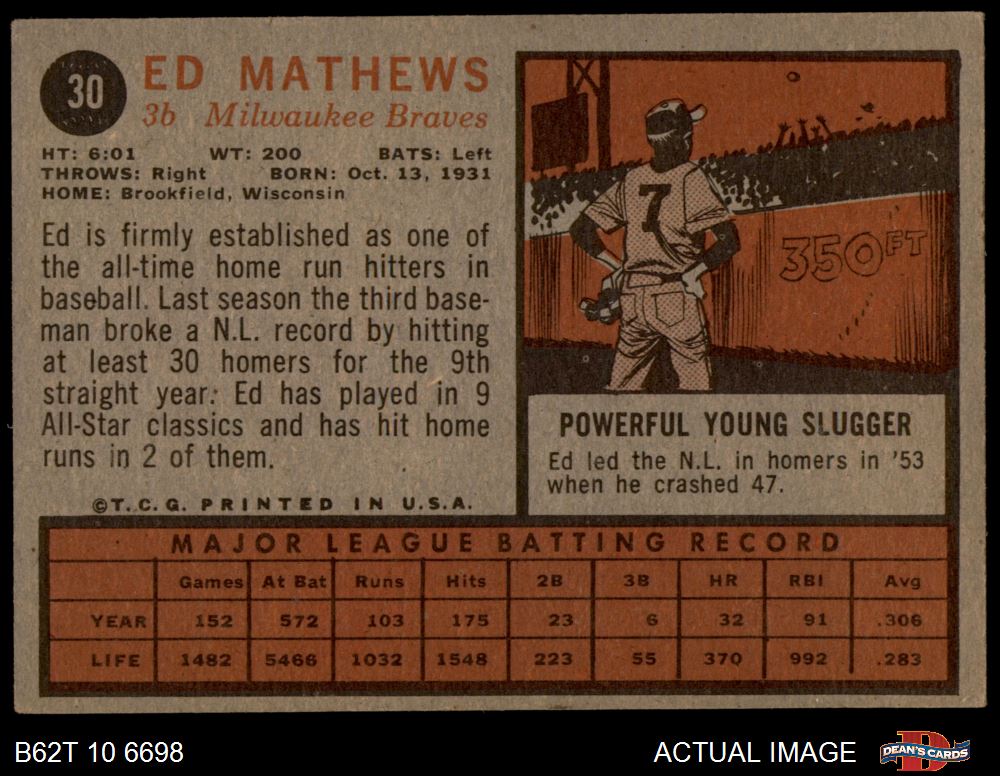 30
ED MATHEWS
3b Milwaukee Braves
HT: 6:01 WT: 200 BATS: Left
THROWS: Right BORN: Oct. 13, 1931
HOME: Brookfield, Wisconsin
Ed is firmly established as one of
the all-time home run hitters in
baseball. Last season the third base-
man broke a N.L. record by hitting
at least 30 homers for the 9th
straight year. Ed has played in 9
All-Star classics and has hit home
runs in 2 of them.
©T.C.G. PRINTED IN U.S.A.
7
350FT
POWERFUL YOUNG SLUGGER
Ed led the N.L. in homers in '53
when he crashed 47.
MAJOR LEAGUE BATTING RECORD
Games At Bat Runs Hits 2B 3B HR RBI Avg
YEAR 152 572 103 175 23 6 32 91 .306
LIFE 1482 5466 1032 1548 223 55 370 992 .283
B62T 10 6698
ACTUAL IMAGE
D
DEAN'S CARDS